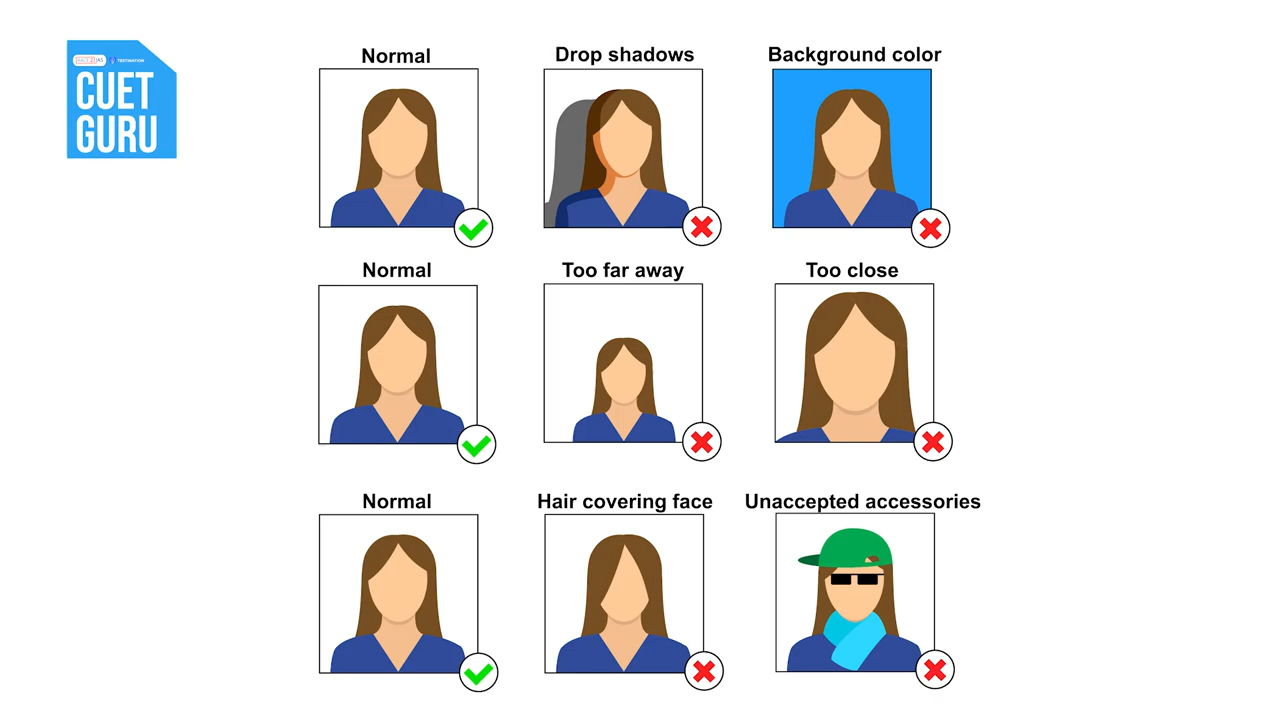 CUET
GURU
Normal
Drop shadows
Background color
Normal
Too far away
Too close
Normal
Hair covering face
Unaccepted accessories